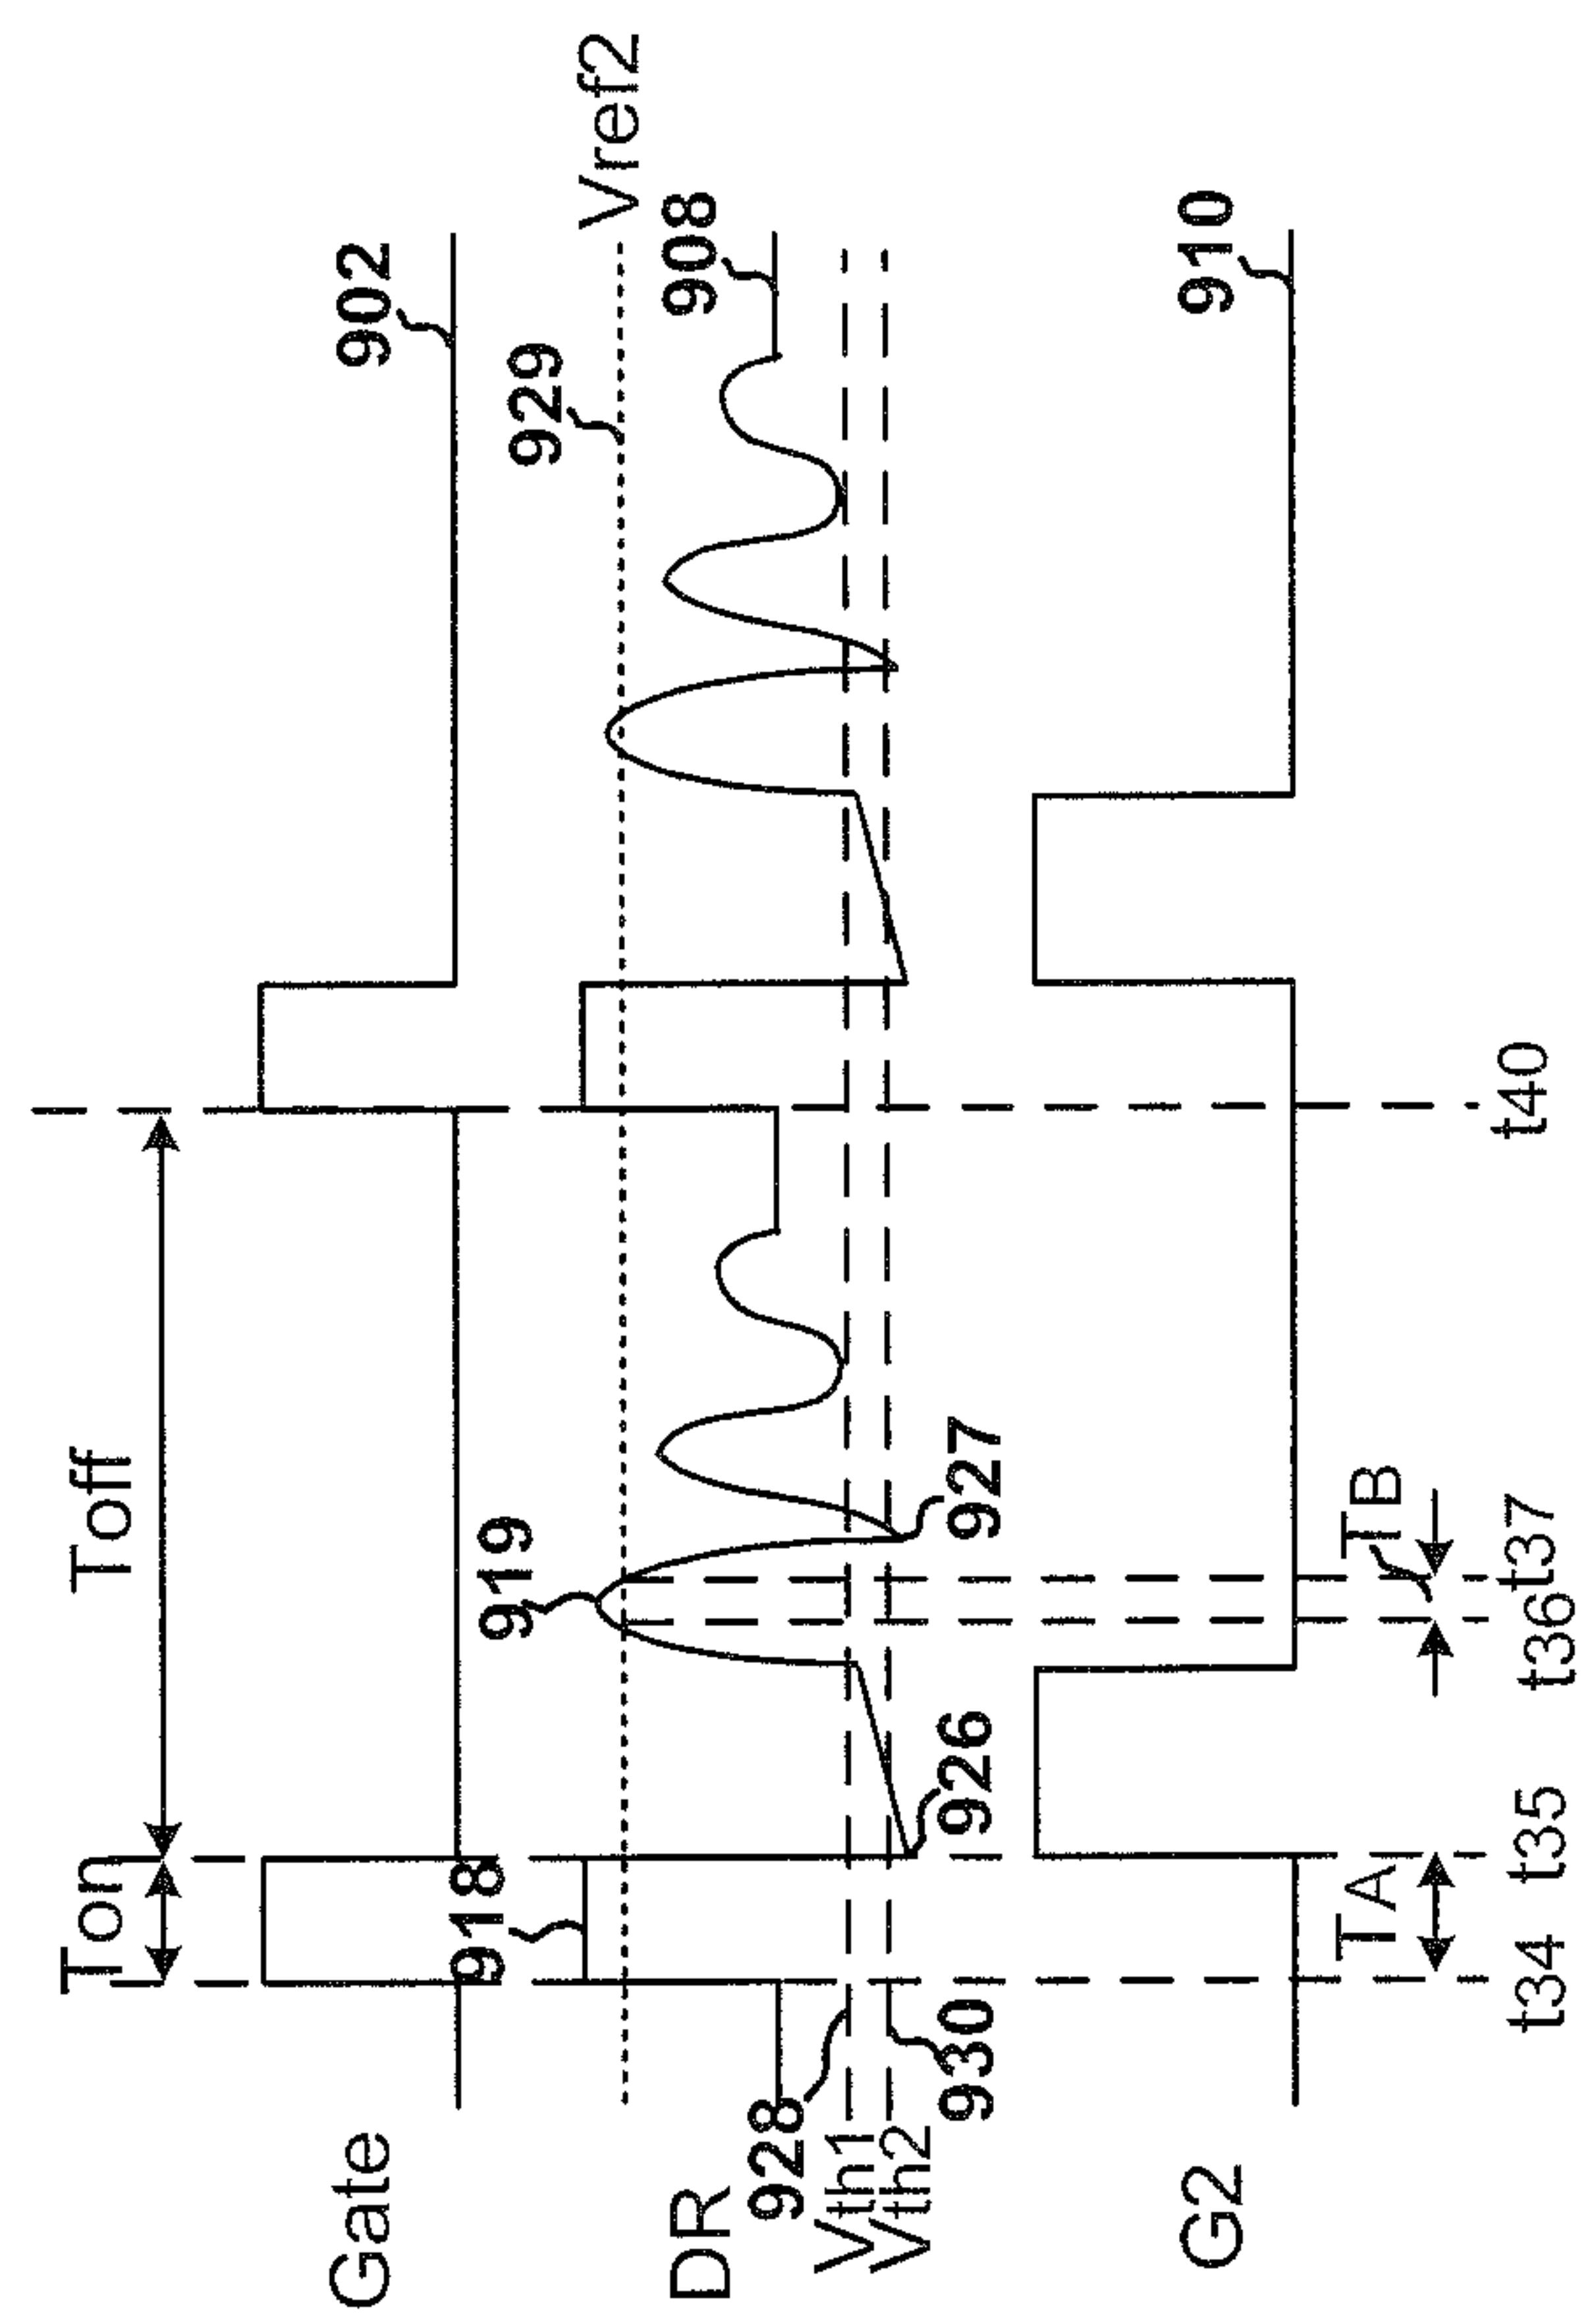 Ton
Toff
Gate
902
918
919
929
Vref2
DR
908
928
Vth1
Vth2
930
926
927
G2
910
TA
TB
t34
t35
t36
t37
t40